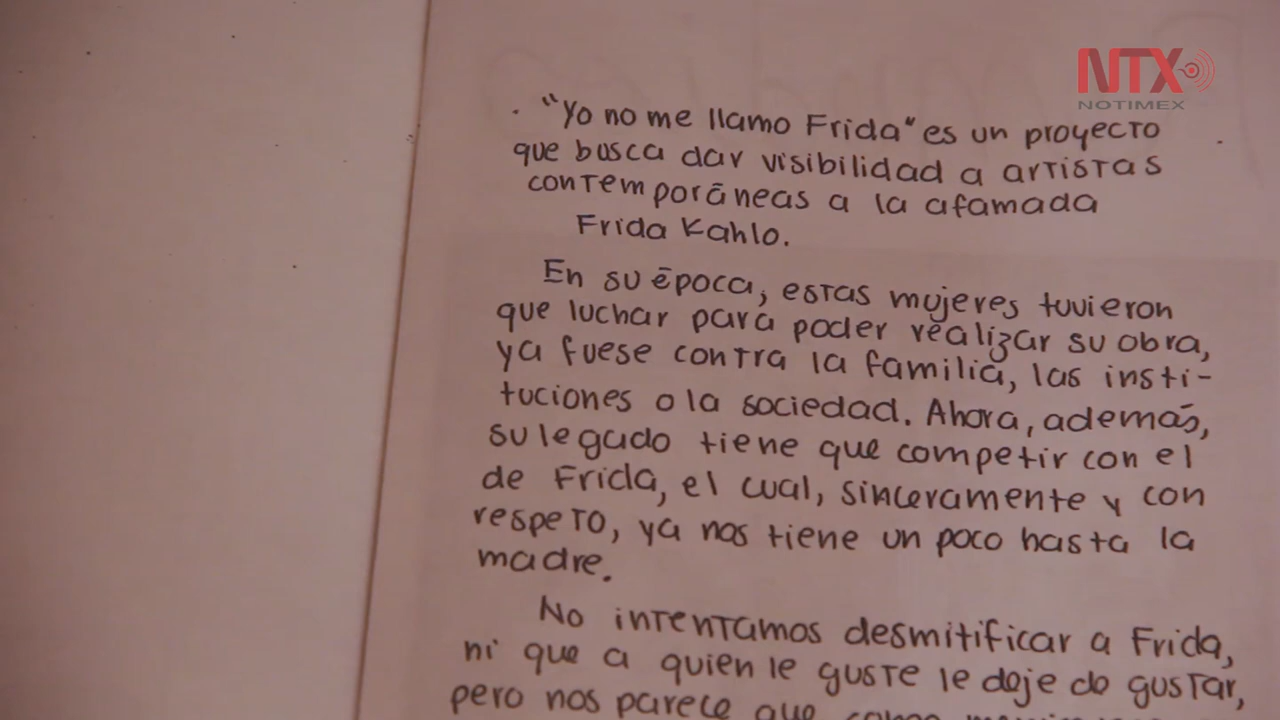 NTX
NOTIMEX
. "Yo no me llamo Frida" es un proyecto
que busca dar visibilidad a artistas
contemporáneas a la afamada
Frida Kahlo.
En su época, estas mujeres tuvieron
que luchar para poder realizar su obra,
ya fuese contra la familia, las insti-
tuciones o la sociedad. Ahora, además,
su legado tiene que competir con el
de Frida, el cual, sinceramente y con
respeto, ya nos tiene un poco hasta la
madre.
No intentamos desmitificar a Frida,
ni que a quien le guste le deje de gustar,
pero nos parece que como